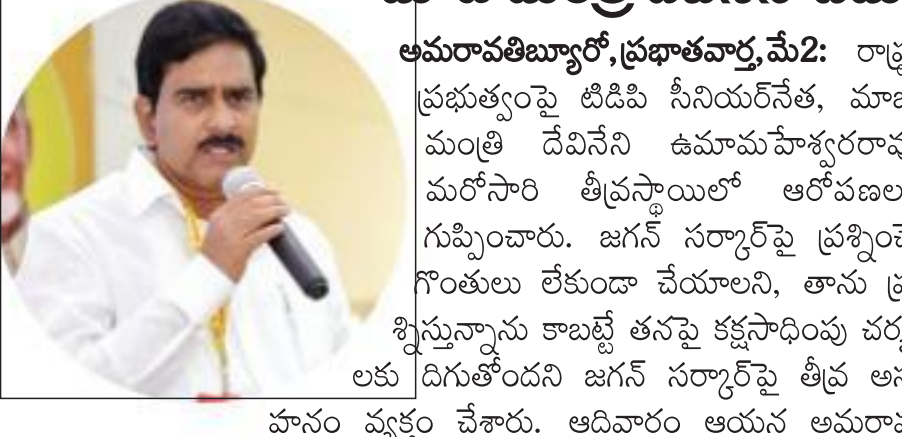 అమరావతిబ్యూరో,ప్రభాతవార్త,మే2:
ప్రభుత్వంపై టిడిపి సీనియర్‌నేత,
మంత్రి దేవినేని ఉమామహేశ్వరరావు
మరోసారి తీవ్రస్థాయిలో ఆరోపణల
గుప్పించారు. జగన్ సర్కార్‌పై ప్రశ్నించే
గొంతులు లేకుండా చేయాలని, తాను ప్ర
శ్నిస్తున్నాను కాబట్టే తనపై కక్షసాధింపు చర్య
లకు దిగుతోందని జగన్ సర్కార్‌పై తీవ్ర అస
హనం వ్యక్తం చేశారు. ఆదివారం ఆయన